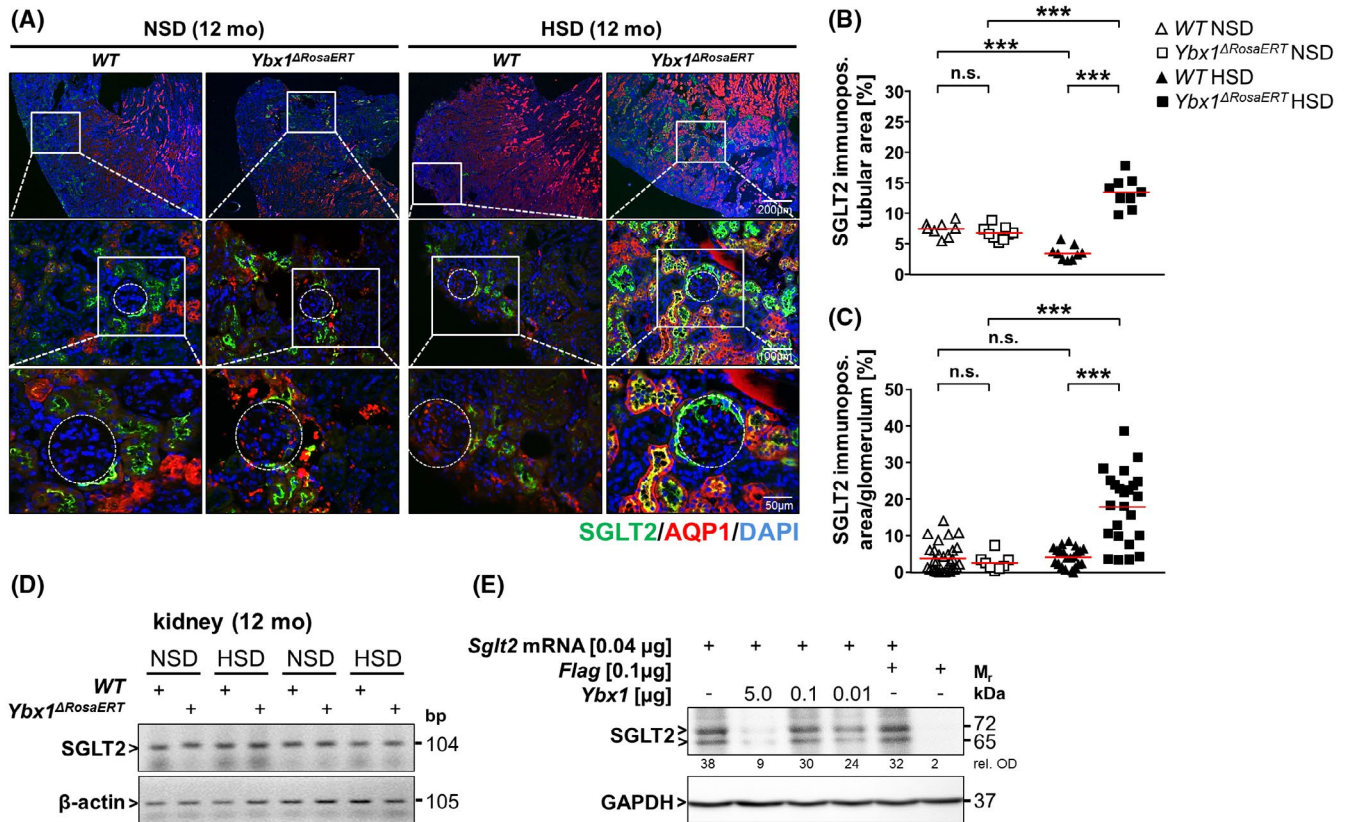 (A)
NSD (12 mo)
HSD (12 mo)
WT
Ybx1ΔRosaERT
WT
Ybx1ΔRosaERT
200µm
100µm
50µm
SGLT2/AQP1/DAPI
(B)
***
***
n.s.
***
SGLT2 immunopos.
tubular area [%]
30
25
20
15
10
5
0
WT NSD
Ybx1ΔRosaERT NSD
WT HSD
Ybx1ΔRosaERT HSD
(C)
***
n.s.
n.s.
***
SGLT2 immunopos.
area/glomerulum [%]
50
40
30
20
10
0
(D)
kidney (12 mo)
NSD HSD NSD HSD
WT + + + +
Ybx1ΔRosaERT + + + + bp
SGLT2> 104
β-actin> 105
(E)
Sglt2 mRNA [0.04 µg] + + + + +
Flag [0.1µg] + + Mr
Ybx1 [µg] - 5.0 0.1 0.01 - - kDa
SGLT2> 72
65
38 9 30 24 32 2 rel. OD
GAPDH> 37